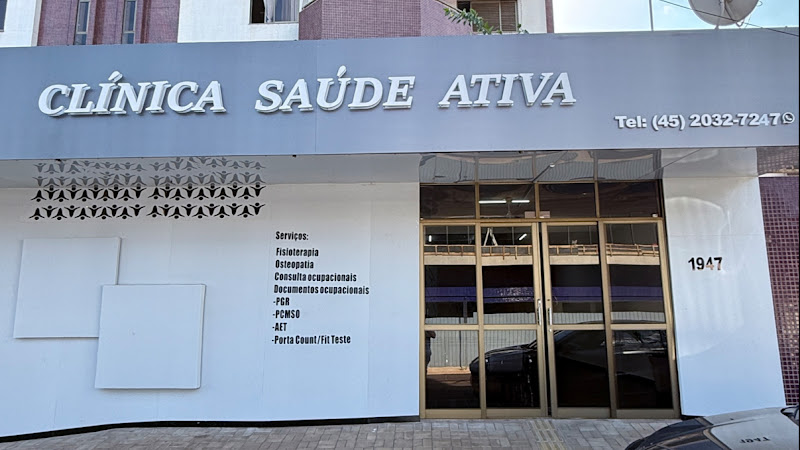 CLÍNICA SAÚDE ATIVA
Tel: (45) 2032-7247
Serviços:
Fisioterapia
Osteopatia
Consulta ocupacionais
Documentos ocupacionais
-PGR
-PCMSO
-AET
-Porta Count/Fit Teste
1947